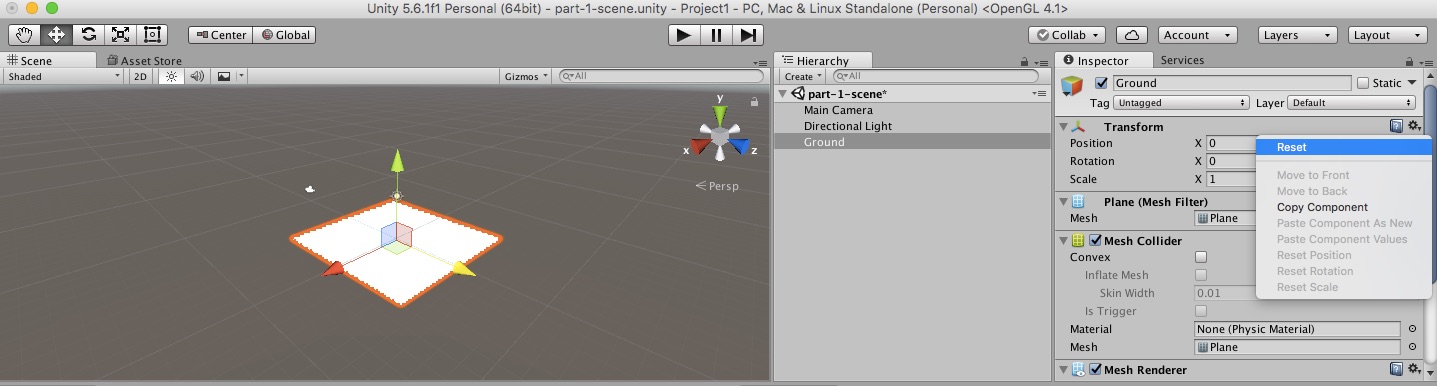 Unity 5.6.1f1 Personal (64bit) - part-1-scene.unity - Project1 - PC, Mac & Linux Standalone (Personal) <OpenGL 4.1>
Center Global Collab Account Layers Layout
Scene Asset Store Hierarchy Inspector Services
Shaded 2D Gizmos All Create All Ground Static
part-1-scene* Tag Untagged Layer Default
Main Camera
Directional Light Transform
Ground Position X 0 Reset
Rotation X 0
Scale X 1 Move to Front
Move to Back
Plane (Mesh Filter) Copy Component
Mesh Plane Paste Component As New
Mesh Collider Paste Component Values
Convex Reset Position
Inflate Mesh Reset Rotation
Skin Width 0.01 Reset Scale
Is Trigger
Material None (Physic Material)
Mesh Plane
Mesh Renderer
y
x z
Persp